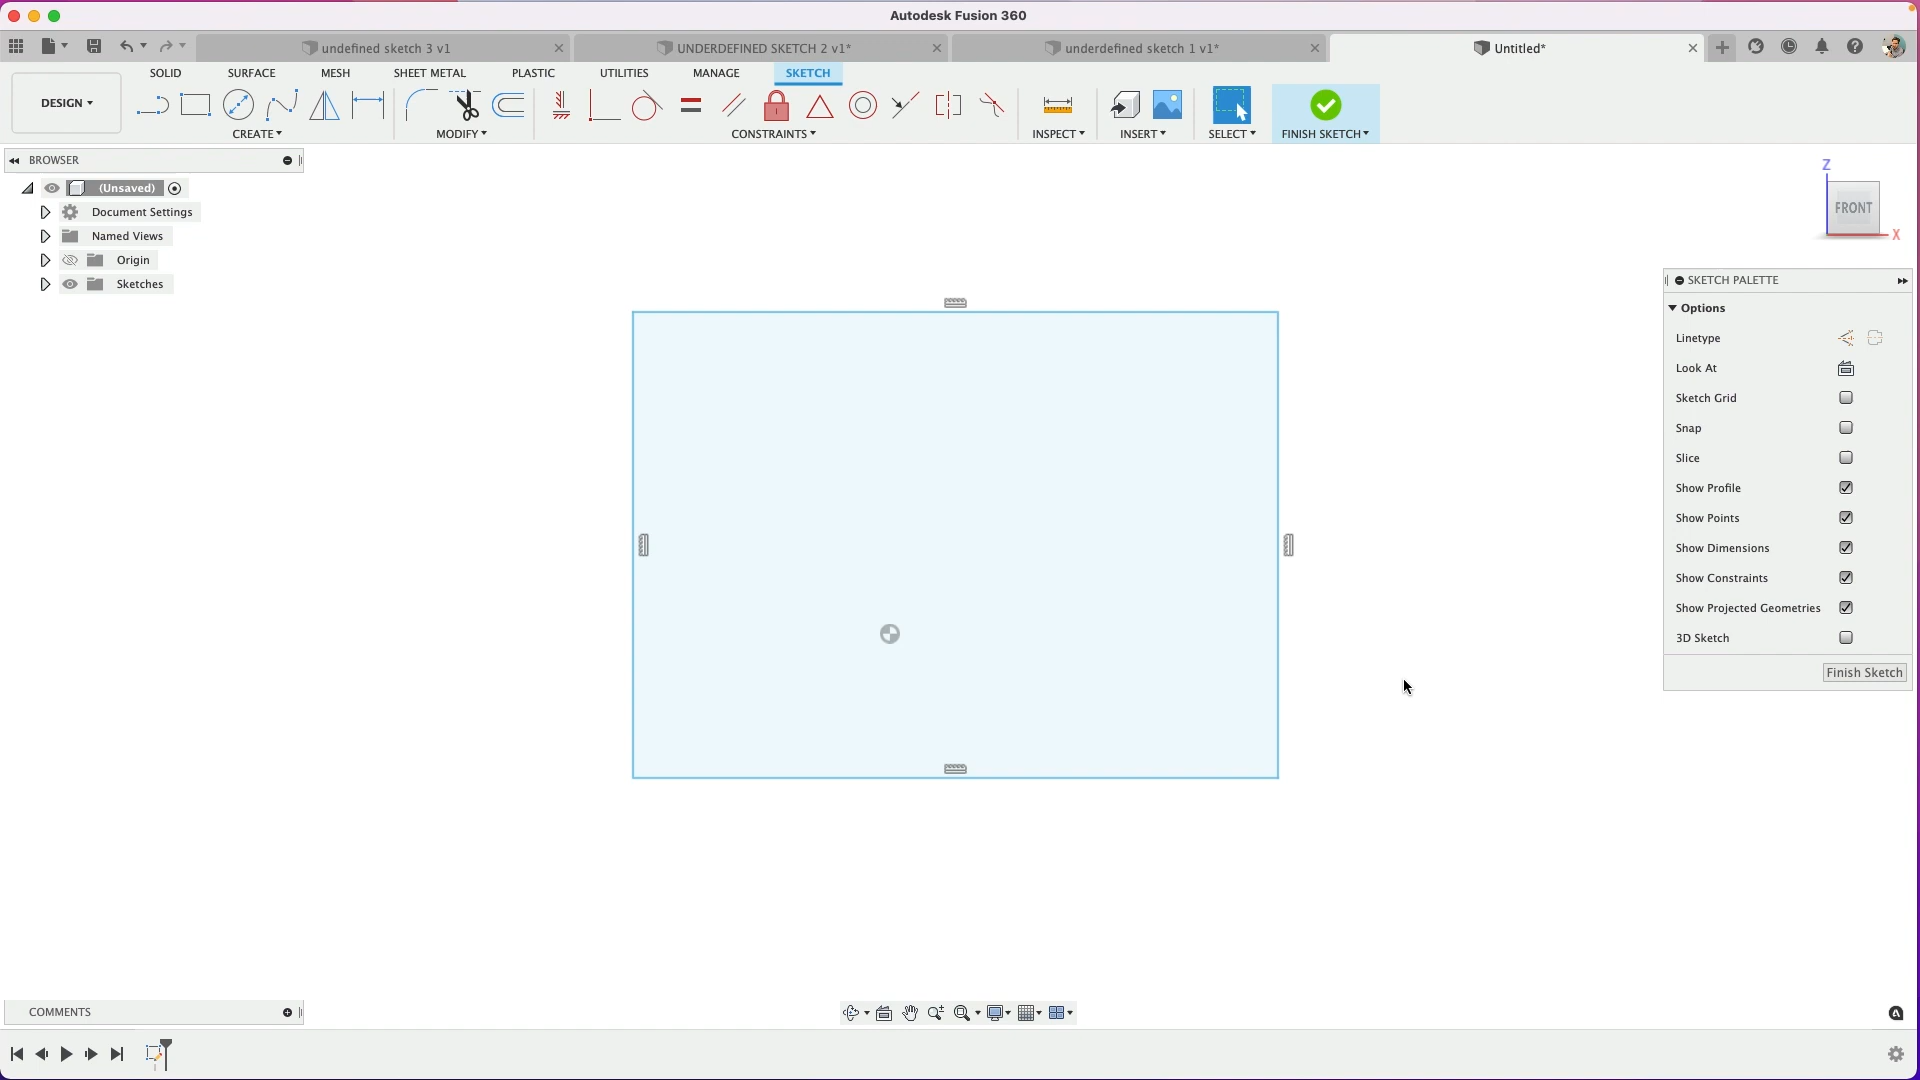 Autodesk Fusion 360
undefined sketch 3 v1
UNDERDEFINED SKETCH 2 v1*
underdefined sketch 1 v1*
Untitled*
SOLID SURFACE MESH SHEET METAL PLASTIC UTILITIES MANAGE SKETCH
DESIGN
CREATE MODIFY CONSTRAINTS INSPECT INSERT SELECT FINISH SKETCH
BROWSER
(Unsaved)
Document Settings
Named Views
Origin
Sketches
Z
FRONT
X
SKETCH PALETTE
Options
Linetype
Look At
Sketch Grid
Snap
Slice
Show Profile
Show Points
Show Dimensions
Show Constraints
Show Projected Geometries
3D Sketch
Finish Sketch
COMMENTS